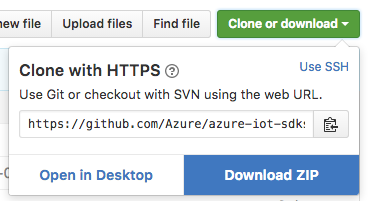 new file Upload files Find file Clone or download
Clone with HTTPS ? Use SSH
Use Git or checkout with SVN using the web URL.
https://github.com/Azure/azure-iot-sdks
Open in Desktop Download ZIP